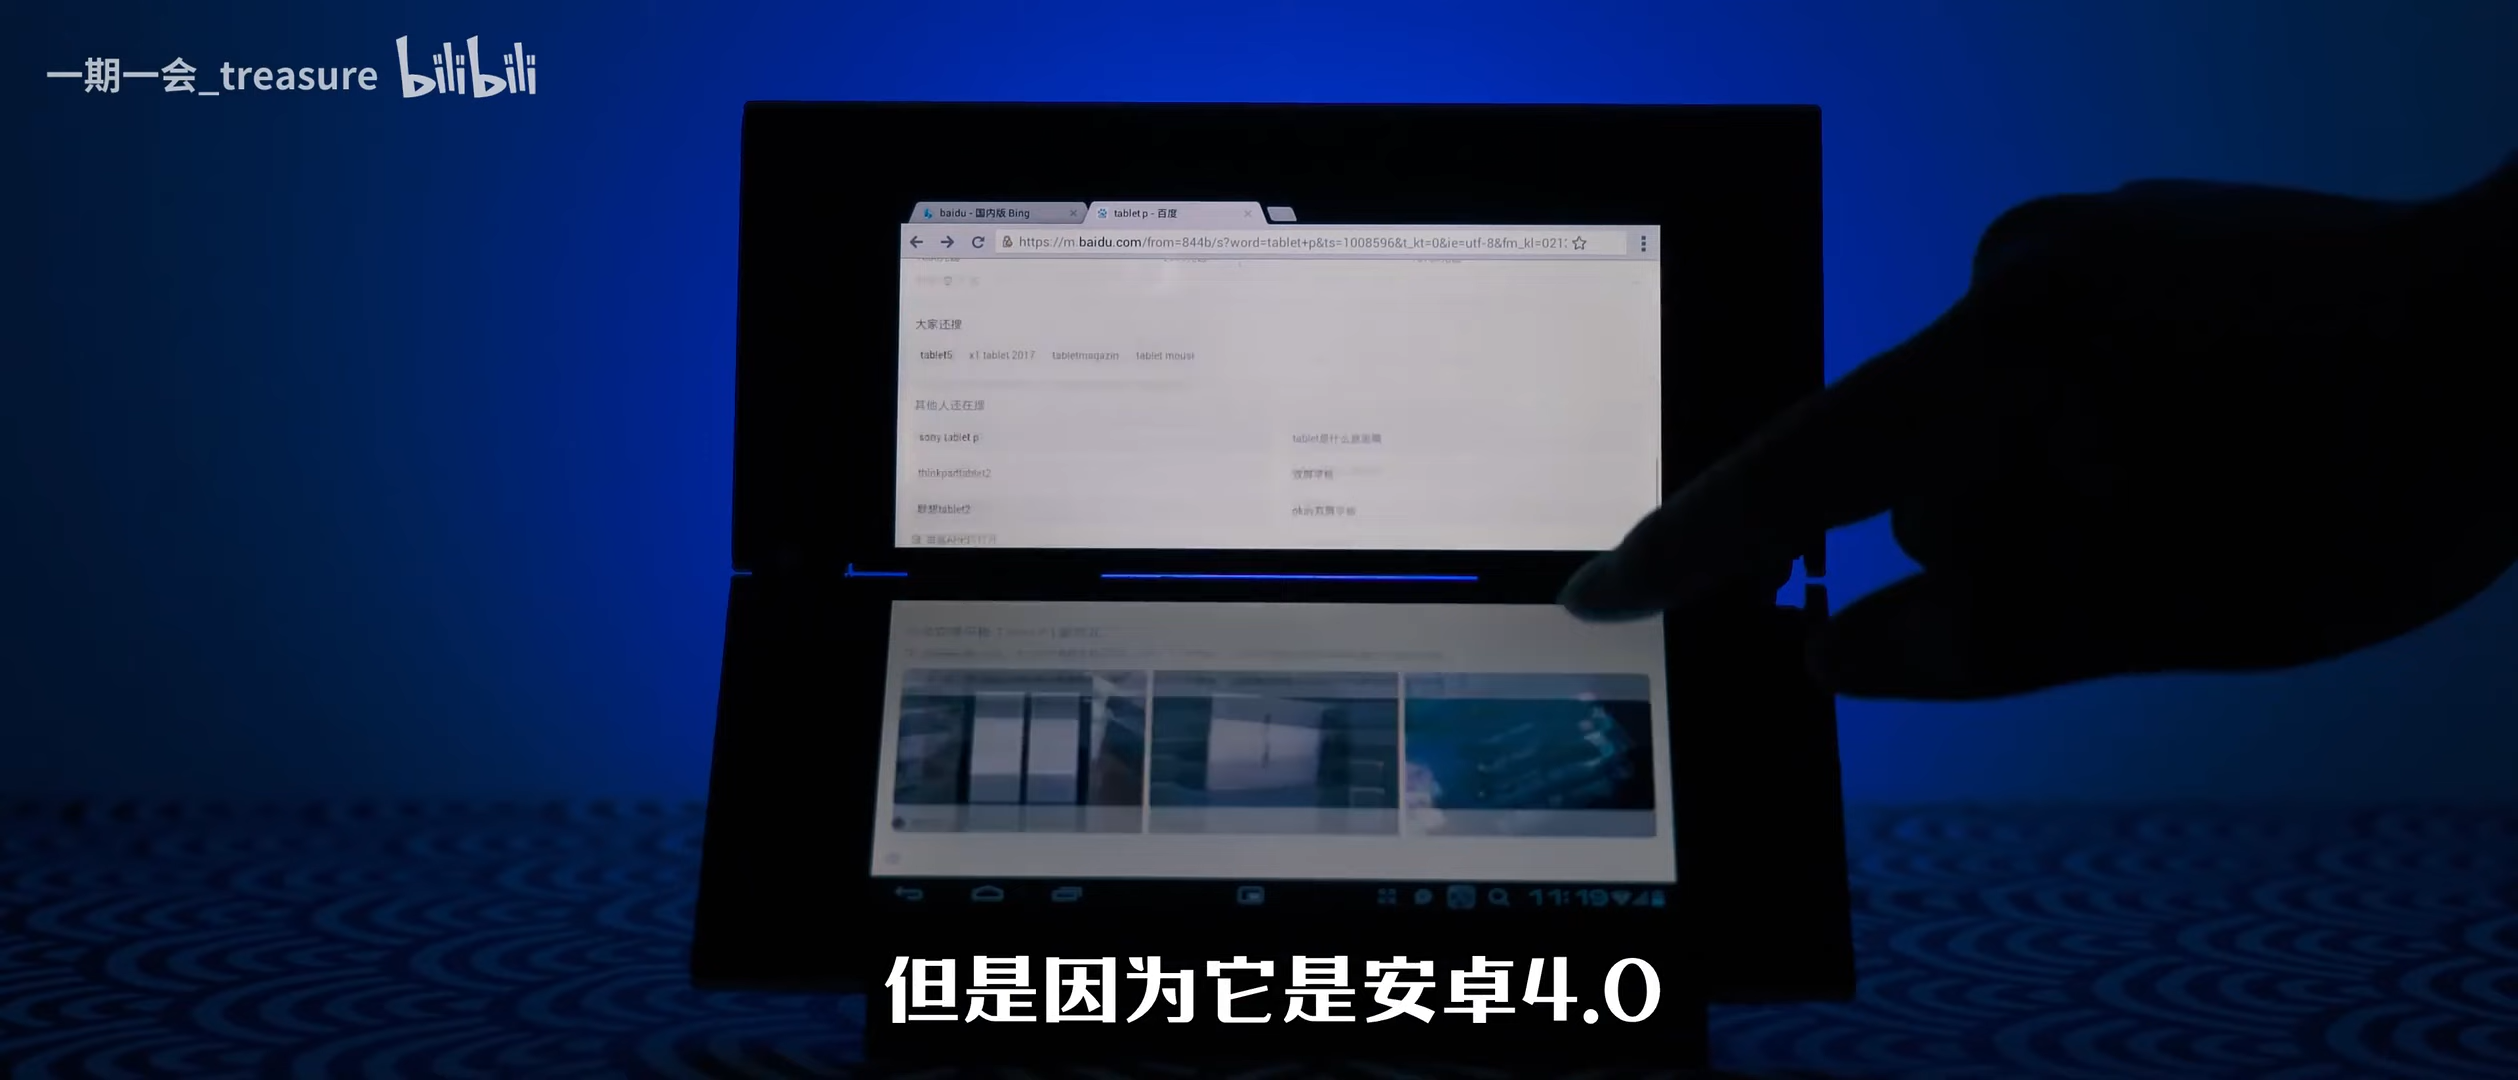 一期一会_treasure bilibili
baidu - 国内版 Bing
tablet p - 百度
https://m.baidu.com/from=844b/s?word=tablet+p&ts=1008596&t_kt=0&ie=utf-8&fm_kl=021
大家还搜
tablet5 x1 tablet 2017 tabletmagazin tablet mousi
其他人还在搜
sony tablet p
thinkpadtablet2
联想tablet2
11:19
但是因为它是安卓4.0